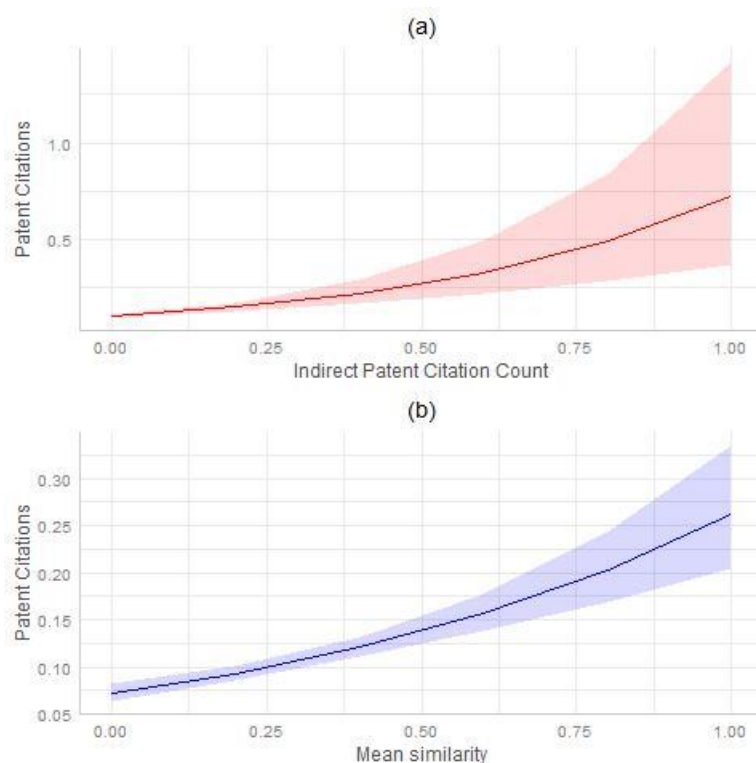 (a)
Patent Citations
1.0
0.5
0.00 0.25 0.50 0.75 1.00
Indirect Patent Citation Count
(b)
Patent Citations
0.30
0.25
0.20
0.15
0.10
0.05
0.00 0.25 0.50 0.75 1.00
Mean similarity